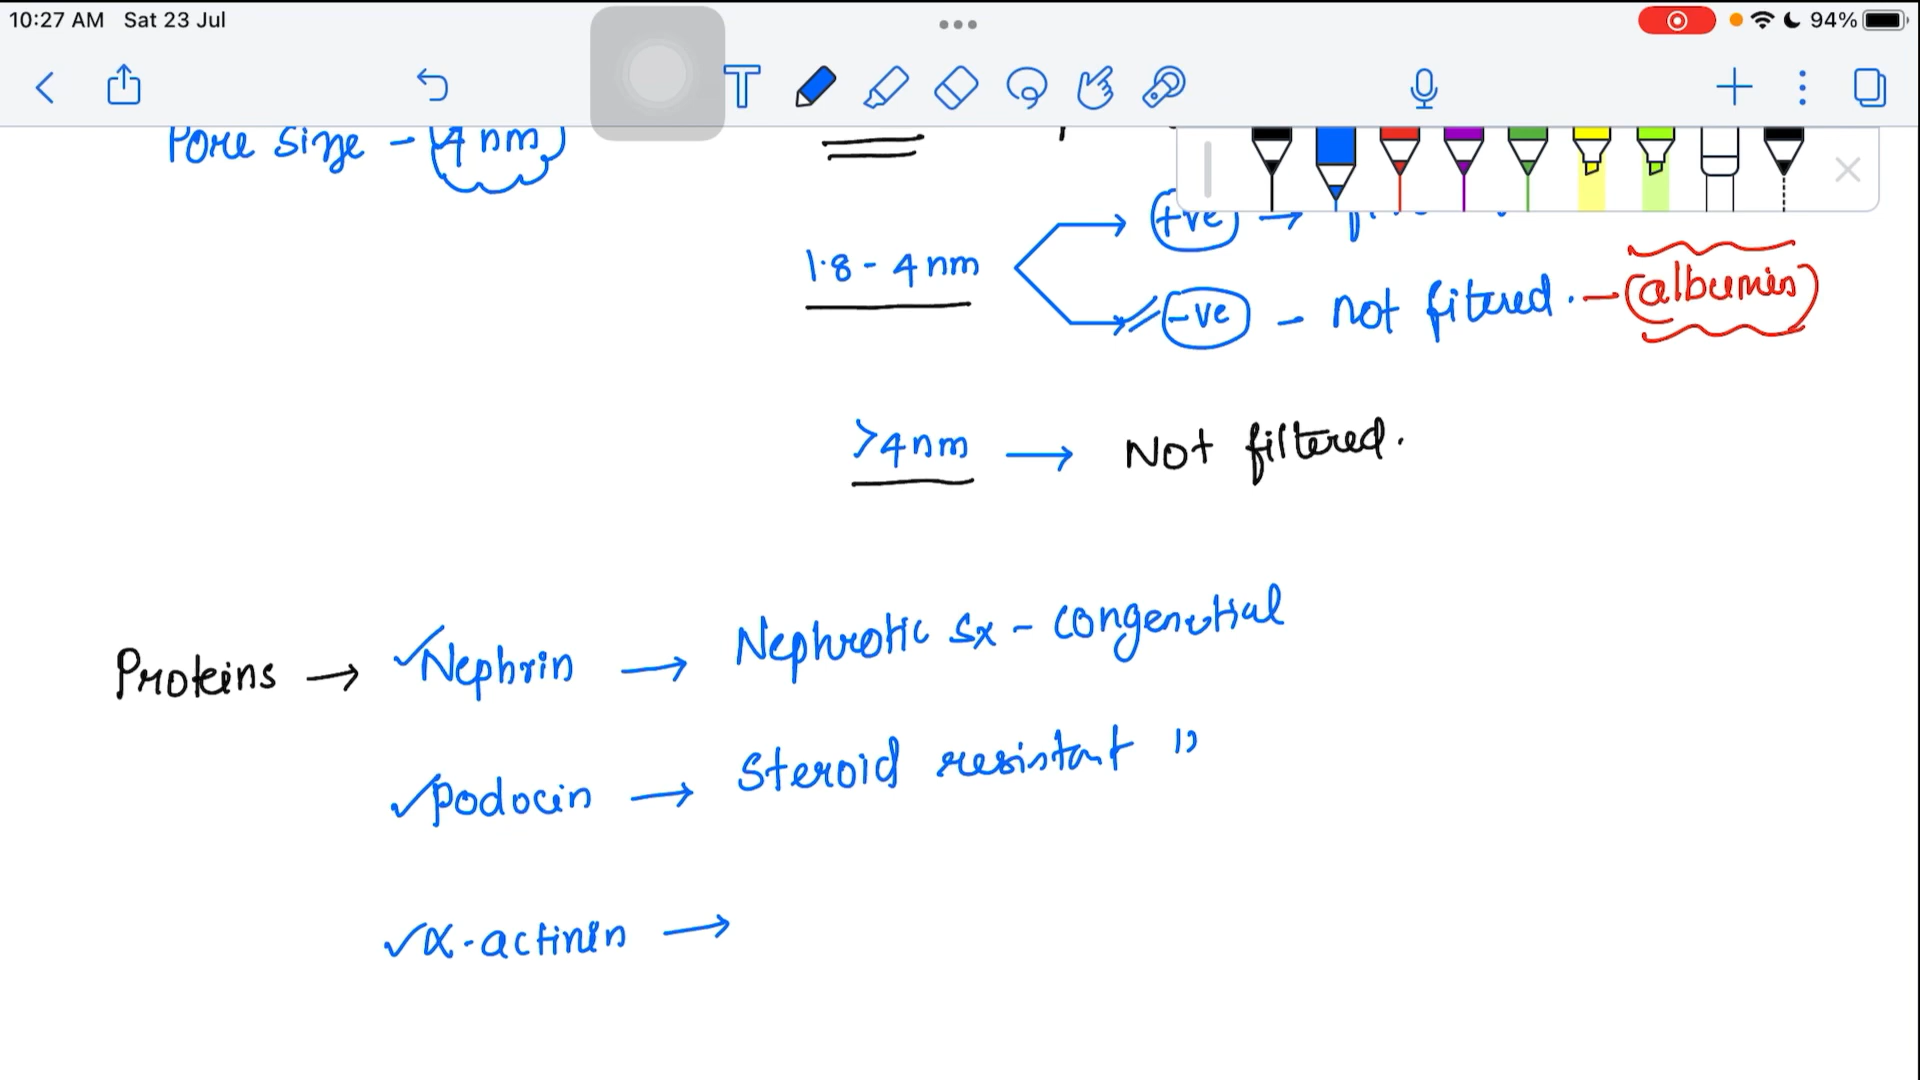 10:27 AM Sat 23 Jul
94%
Pore size - (4 nm)
+ve →
1.8 - 4 nm
-ve - not fitered. - (albumin)
>4nm → Not filtered.
Proteins → ✓Nephrin → Nephrotic Sx - congenital
✓podocin → Steroid resistant "
✓α-actinin →